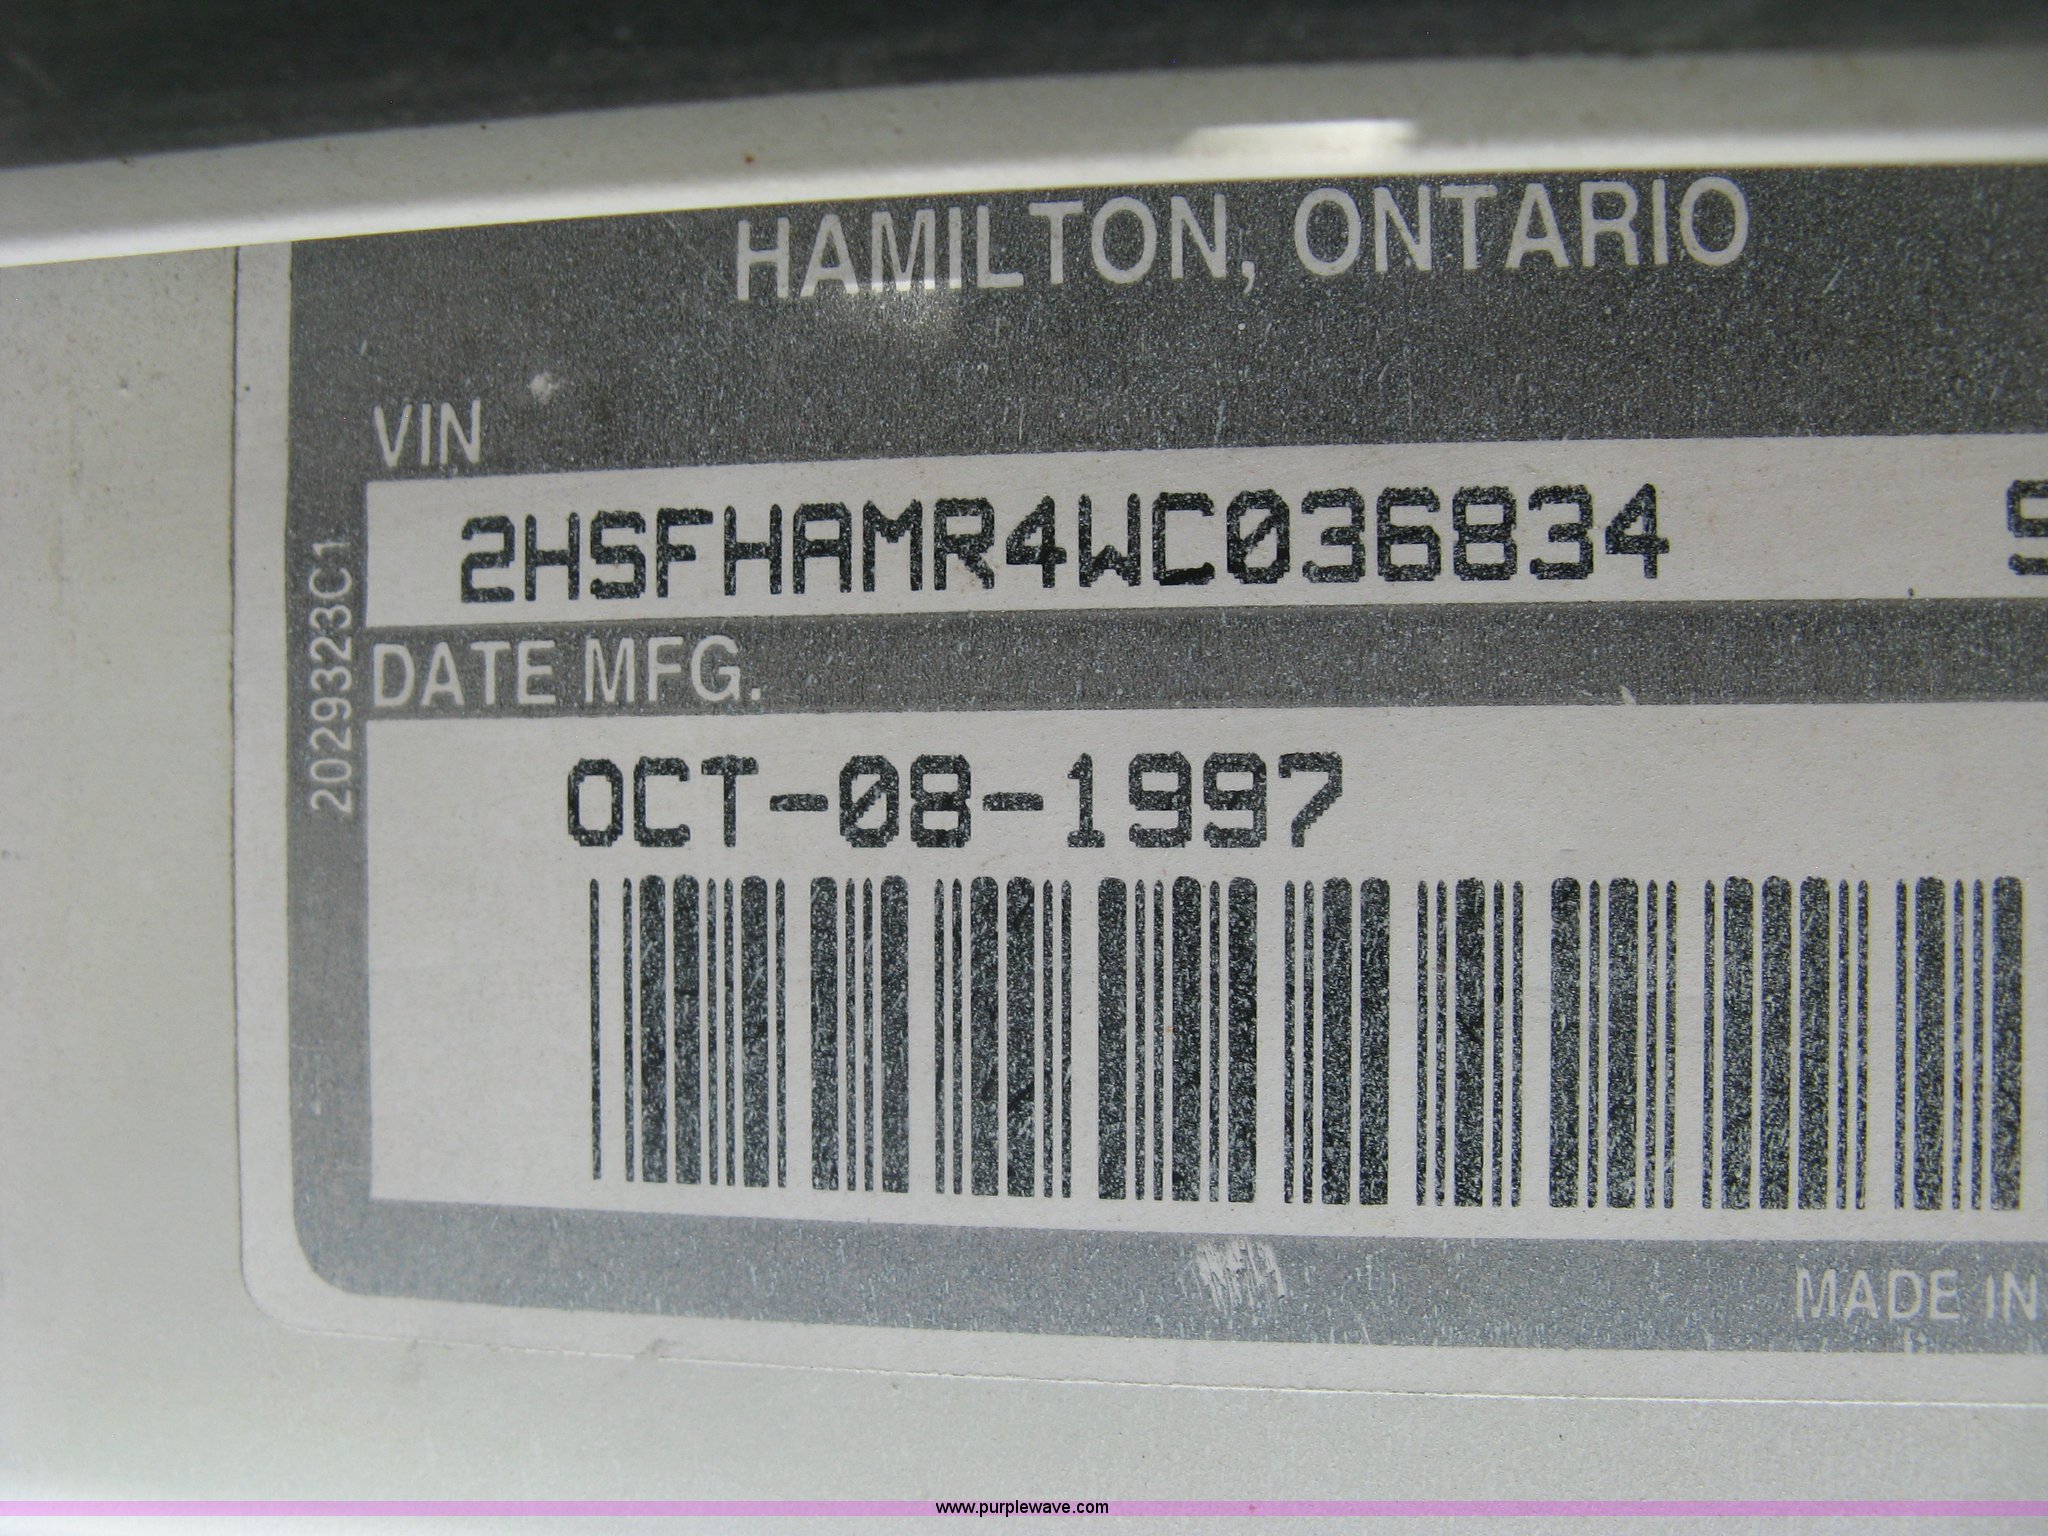 HAMILTON, ONTARIO
VIN
2HSFHAMR4WC036834
DATE MFG.
OCT-08-1997
2029323C1
MADE IN
www.purplewave.com